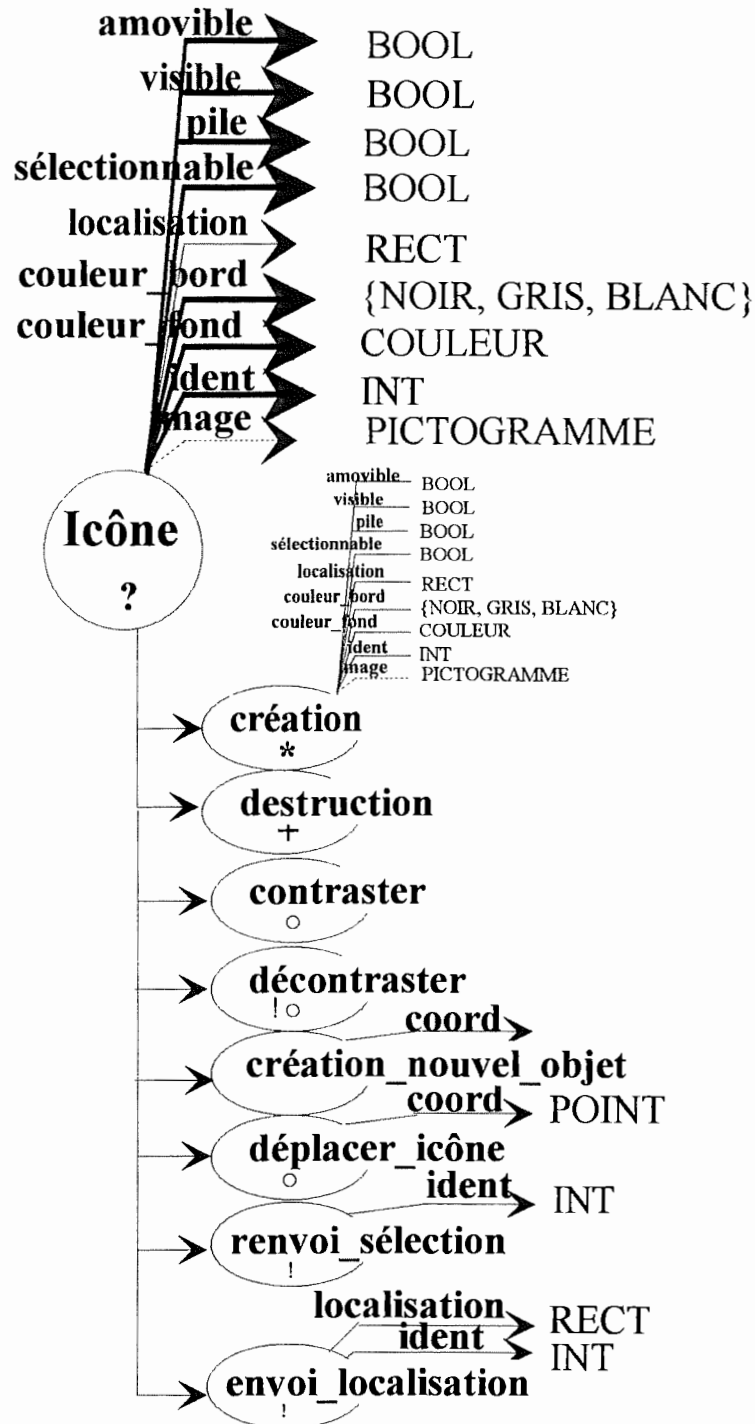 amovible BOOL
visible BOOL
pile BOOL
sélectionnable BOOL
localisation RECT
couleur_bord {NOIR, GRIS, BLANC}
couleur_fond COULEUR
ident INT
image PICTOGRAMME
Icône
?
amovible BOOL
visible BOOL
pile BOOL
sélectionnable BOOL
localisation RECT
couleur_bord {NOIR, GRIS, BLANC}
couleur_fond COULEUR
ident INT
image PICTOGRAMME
création
*
destruction
+
contraster
○
décontraster
! ○
coord
création_nouvel_objet
coord POINT
déplacer_icône
○
ident INT
renvoi_sélection
!
localisation RECT
ident INT
envoi_localisation
!